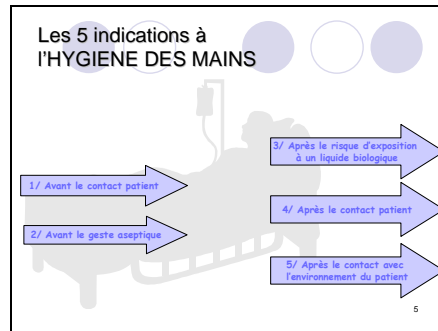 Les 5 indications à
l'HYGIENE DES MAINS
1/ Avant le contact patient
2/ Avant le geste aseptique
3/ Après le risque d'exposition
à un liquide biologique
4/ Après le contact patient
5/ Après le contact avec
l'environnement du patient
5